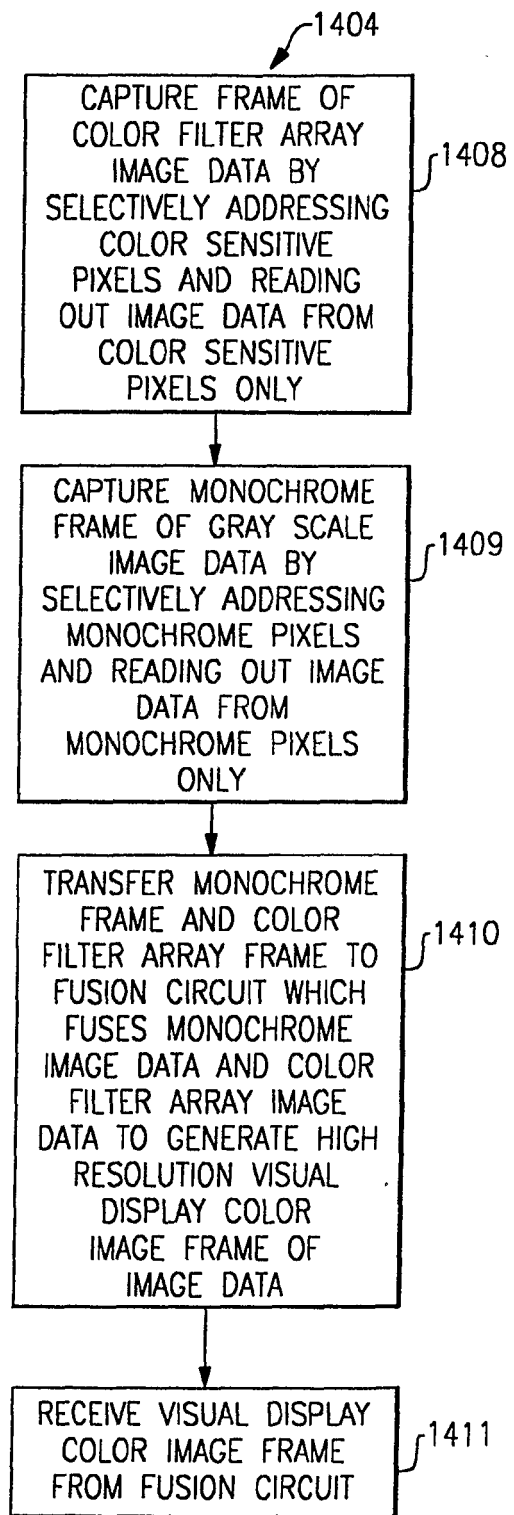 1404
CAPTURE FRAME OF
COLOR FILTER ARRAY
IMAGE DATA BY
SELECTIVELY ADDRESSING
COLOR SENSITIVE
PIXELS AND READING
OUT IMAGE DATA FROM
COLOR SENSITIVE
PIXELS ONLY
1408
CAPTURE MONOCHROME
FRAME OF GRAY SCALE
IMAGE DATA BY
SELECTIVELY ADDRESSING
MONOCHROME PIXELS
AND READING OUT IMAGE
DATA FROM
MONOCHROME PIXELS
ONLY
1409
TRANSFER MONOCHROME
FRAME AND COLOR
FILTER ARRAY FRAME TO
FUSION CIRCUIT WHICH
FUSES MONOCHROME
IMAGE DATA AND COLOR
FILTER ARRAY IMAGE
DATA TO GENERATE HIGH
RESOLUTION VISUAL
DISPLAY COLOR
IMAGE FRAME OF
IMAGE DATA
1410
RECEIVE VISUAL DISPLAY
COLOR IMAGE FRAME
FROM FUSION CIRCUIT
1411